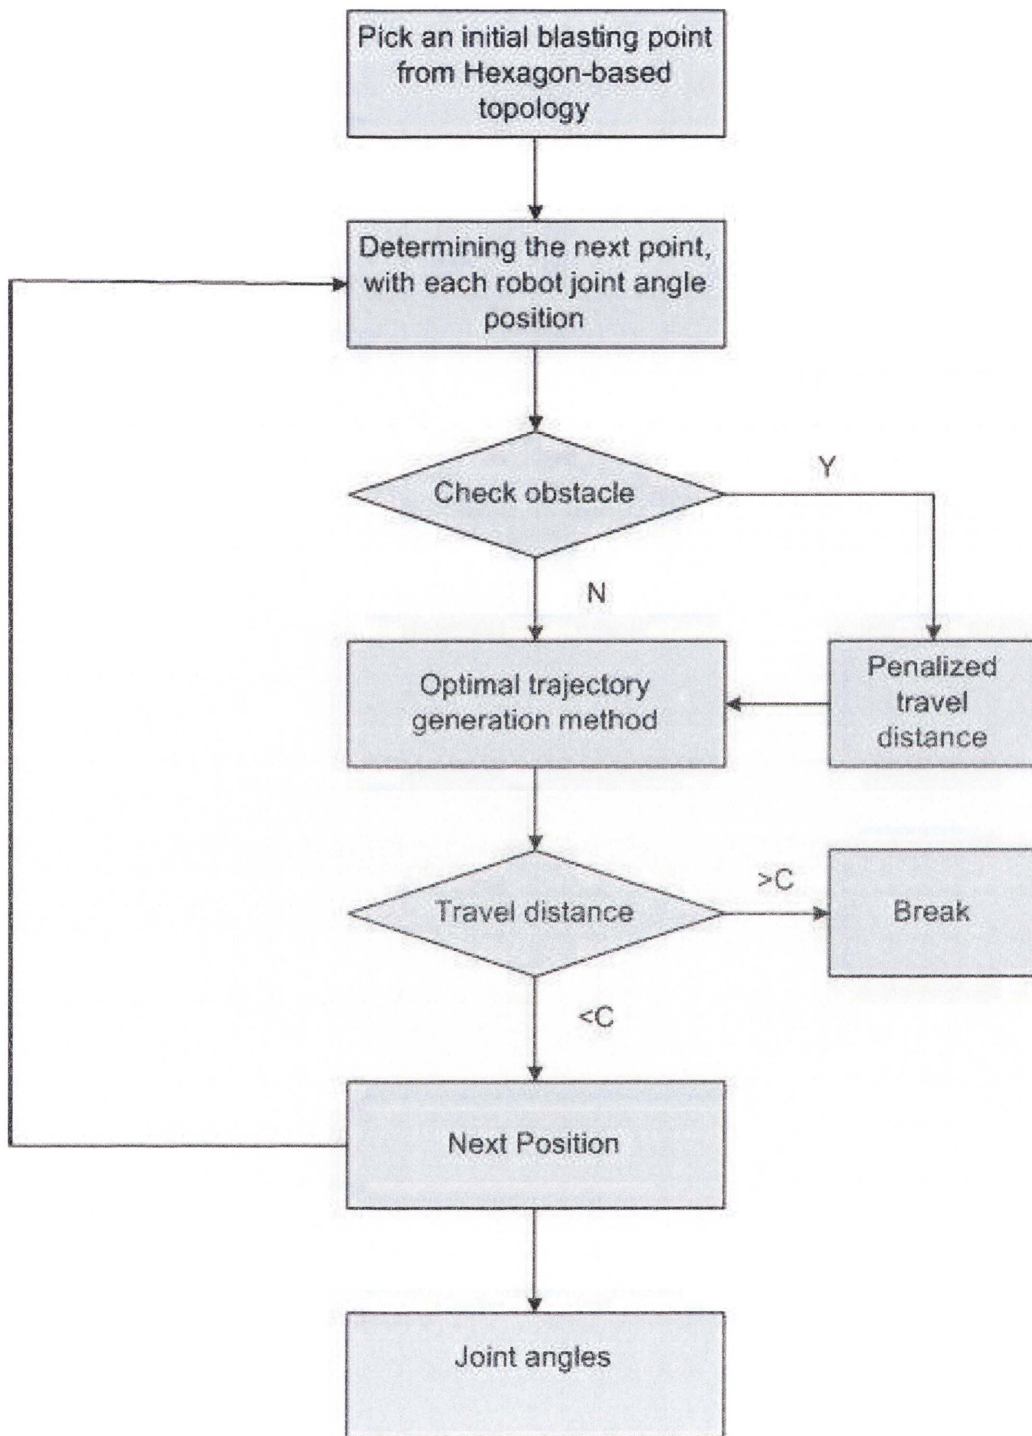 Pick an initial blasting point
from Hexagon-based
topology
Determining the next point,
with each robot joint angle
position
Check obstacle
Y
N
Optimal trajectory
generation method
Penalized
travel
distance
Travel distance
>C
Break
<C
Next Position
Joint angles